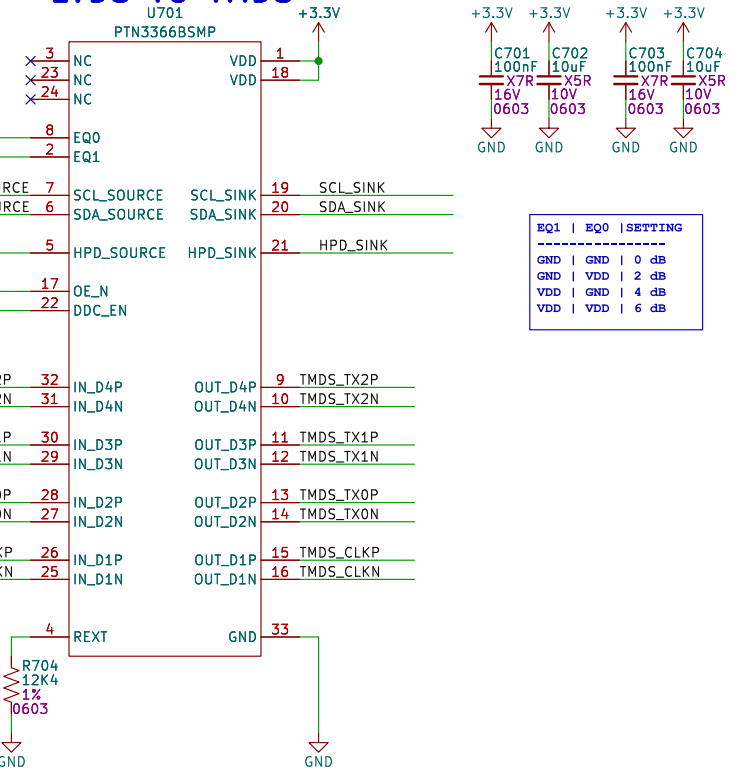 U701
PTN3366BSMP
+3.3V
+3.3V +3.3V +3.3V +3.3V
3 NC VDD 1
23 NC VDD 18
24 NC
C701 C702 C703 C704
100nF 10uF 100nF 10uF
X7R X5R X7R X5R
16V 10V 16V 10V
0603 0603 0603 0603
GND GND GND GND
8 EQ0
2 EQ1
7 SCL_SOURCE SCL_SINK 19 SCL_SINK
6 SDA_SOURCE SDA_SINK 20 SDA_SINK
5 HPD_SOURCE HPD_SINK 21 HPD_SINK
EQ1 | EQ0 |SETTING
------------------
GND | GND | 0 dB
GND | VDD | 2 dB
VDD | GND | 4 dB
VDD | VDD | 6 dB
17 OE_N
22 DDC_EN
32 IN_D4P OUT_D4P 9 TMDS_TX2P
31 IN_D4N OUT_D4N 10 TMDS_TX2N
30 IN_D3P OUT_D3P 11 TMDS_TX1P
29 IN_D3N OUT_D3N 12 TMDS_TX1N
28 IN_D2P OUT_D2P 13 TMDS_TX0P
27 IN_D2N OUT_D2N 14 TMDS_TX0N
26 IN_D1P OUT_D1P 15 TMDS_CLKP
25 IN_D1N OUT_D1N 16 TMDS_CLKN
4 REXT GND 33
R704
12K4
1%
0603
GND GND